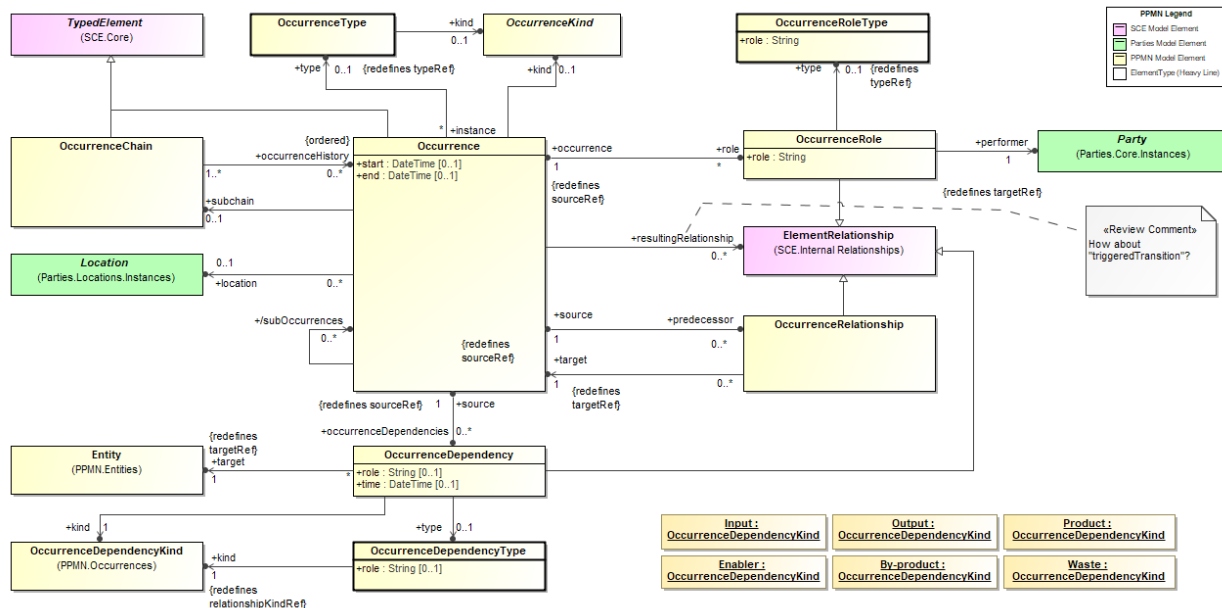 TypedElement
(SCE.Core)
OccurrenceType
+kind
0..1
OccurrenceKind
OccurrenceRoleType
+role : String
PPMN Legend
SCE Model Element
Parties Model Element
PPMN Model Element
ElementType (Heavy Line)
+type
0..1
{redefines typeRef}
+kind
0..1
+type
0..1
{redefines
typeRef}
*
+instance
OccurrenceChain
{ordered}
+occurrenceHistory
1..*
0..*
+subchain
0..1
Occurrence
+start : DateTime [0..1]
+end : DateTime [0..1]
+occurrence
1
{redefines
sourceRef}
+role
*
OccurrenceRole
+role : String
+performer
1
Party
(Parties.Core.Instances)
{redefines targetRef}
Location
(Parties.Locations.Instances)
0..1
+location
0..*
+resultingRelationship
0..*
ElementRelationship
(SCE.Internal Relationships)
«Review Comment»
How about
"triggeredTransition"?
+/subOccurrences
0..*
{redefines
sourceRef}
+source
1
+predecessor
0..*
OccurrenceRelationship
+target
1
0..*
{redefines
targetRef}
{redefines sourceRef}
1
+source
+occurrenceDependencies
0..*
Entity
(PPMN.Entities)
{redefines
targetRef}
+target
1
*
OccurrenceDependency
+role : String [0..1]
+time : DateTime [0..1]
+kind
1
+type
0..1
OccurrenceDependencyKind
(PPMN.Occurrences)
+kind
1
{redefines
relationshipKindRef}
OccurrenceDependencyType
+role : String [0..1]
Input :
OccurrenceDependencyKind
Output :
OccurrenceDependencyKind
Product :
OccurrenceDependencyKind
Enabler :
OccurrenceDependencyKind
By-product :
OccurrenceDependencyKind
Waste :
OccurrenceDependencyKind